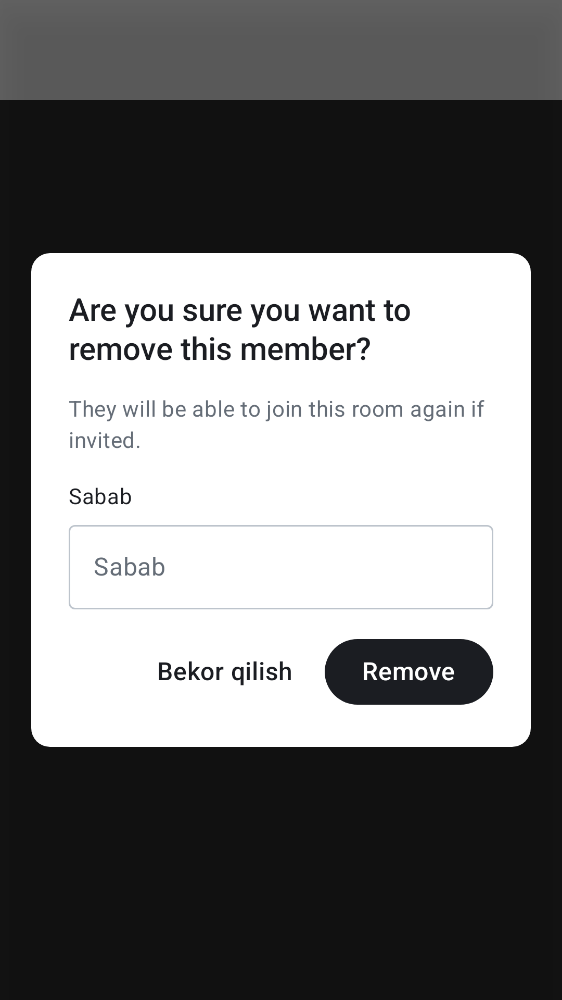 Are you sure you want to
remove this member?
They will be able to join this room again if
invited.
Sabab
Sabab
Bekor qilish
Remove